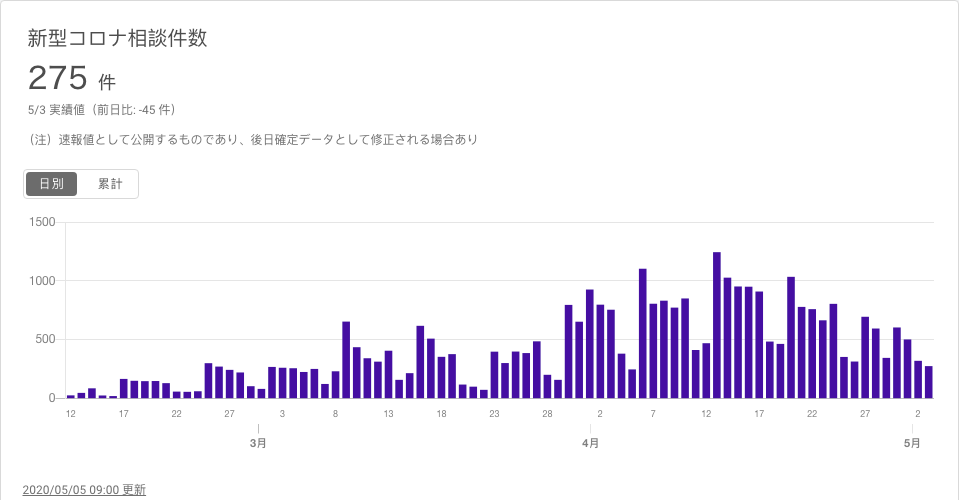 新型コロナ相談件数
275 件
5/3 実績値（前日比: -45 件）
（注）速報値として公開するものであり、後日確定データとして修正される場合あり
日別 累計
1500
1000
500
0
12 17 22 27 3 8 13 18 23 28 2 7 12 17 22 27 2
3月 4月 5月
2020/05/05 09:00 更新